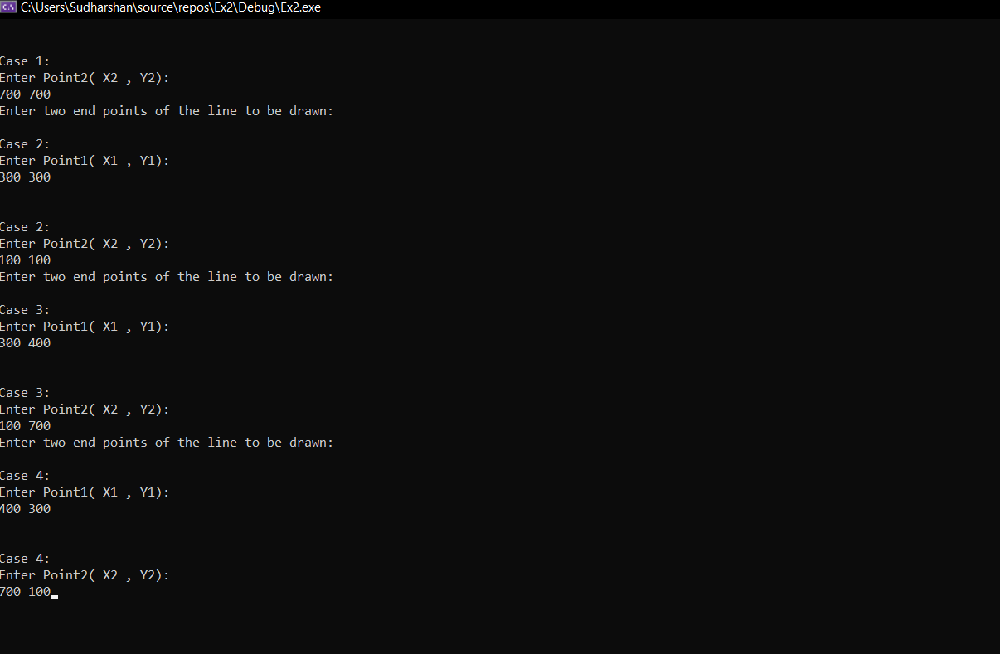 C:\Users\Sudharshan\source\repos\Ex2\Debug\Ex2.exe
Case 1:
Enter Point2( X2 , Y2):
700 700
Enter two end points of the line to be drawn:
Case 2:
Enter Point1( X1 , Y1):
300 300
Case 2:
Enter Point2( X2 , Y2):
100 100
Enter two end points of the line to be drawn:
Case 3:
Enter Point1( X1 , Y1):
300 400
Case 3:
Enter Point2( X2 , Y2):
100 700
Enter two end points of the line to be drawn:
Case 4:
Enter Point1( X1 , Y1):
400 300
Case 4:
Enter Point2( X2 , Y2):
700 100